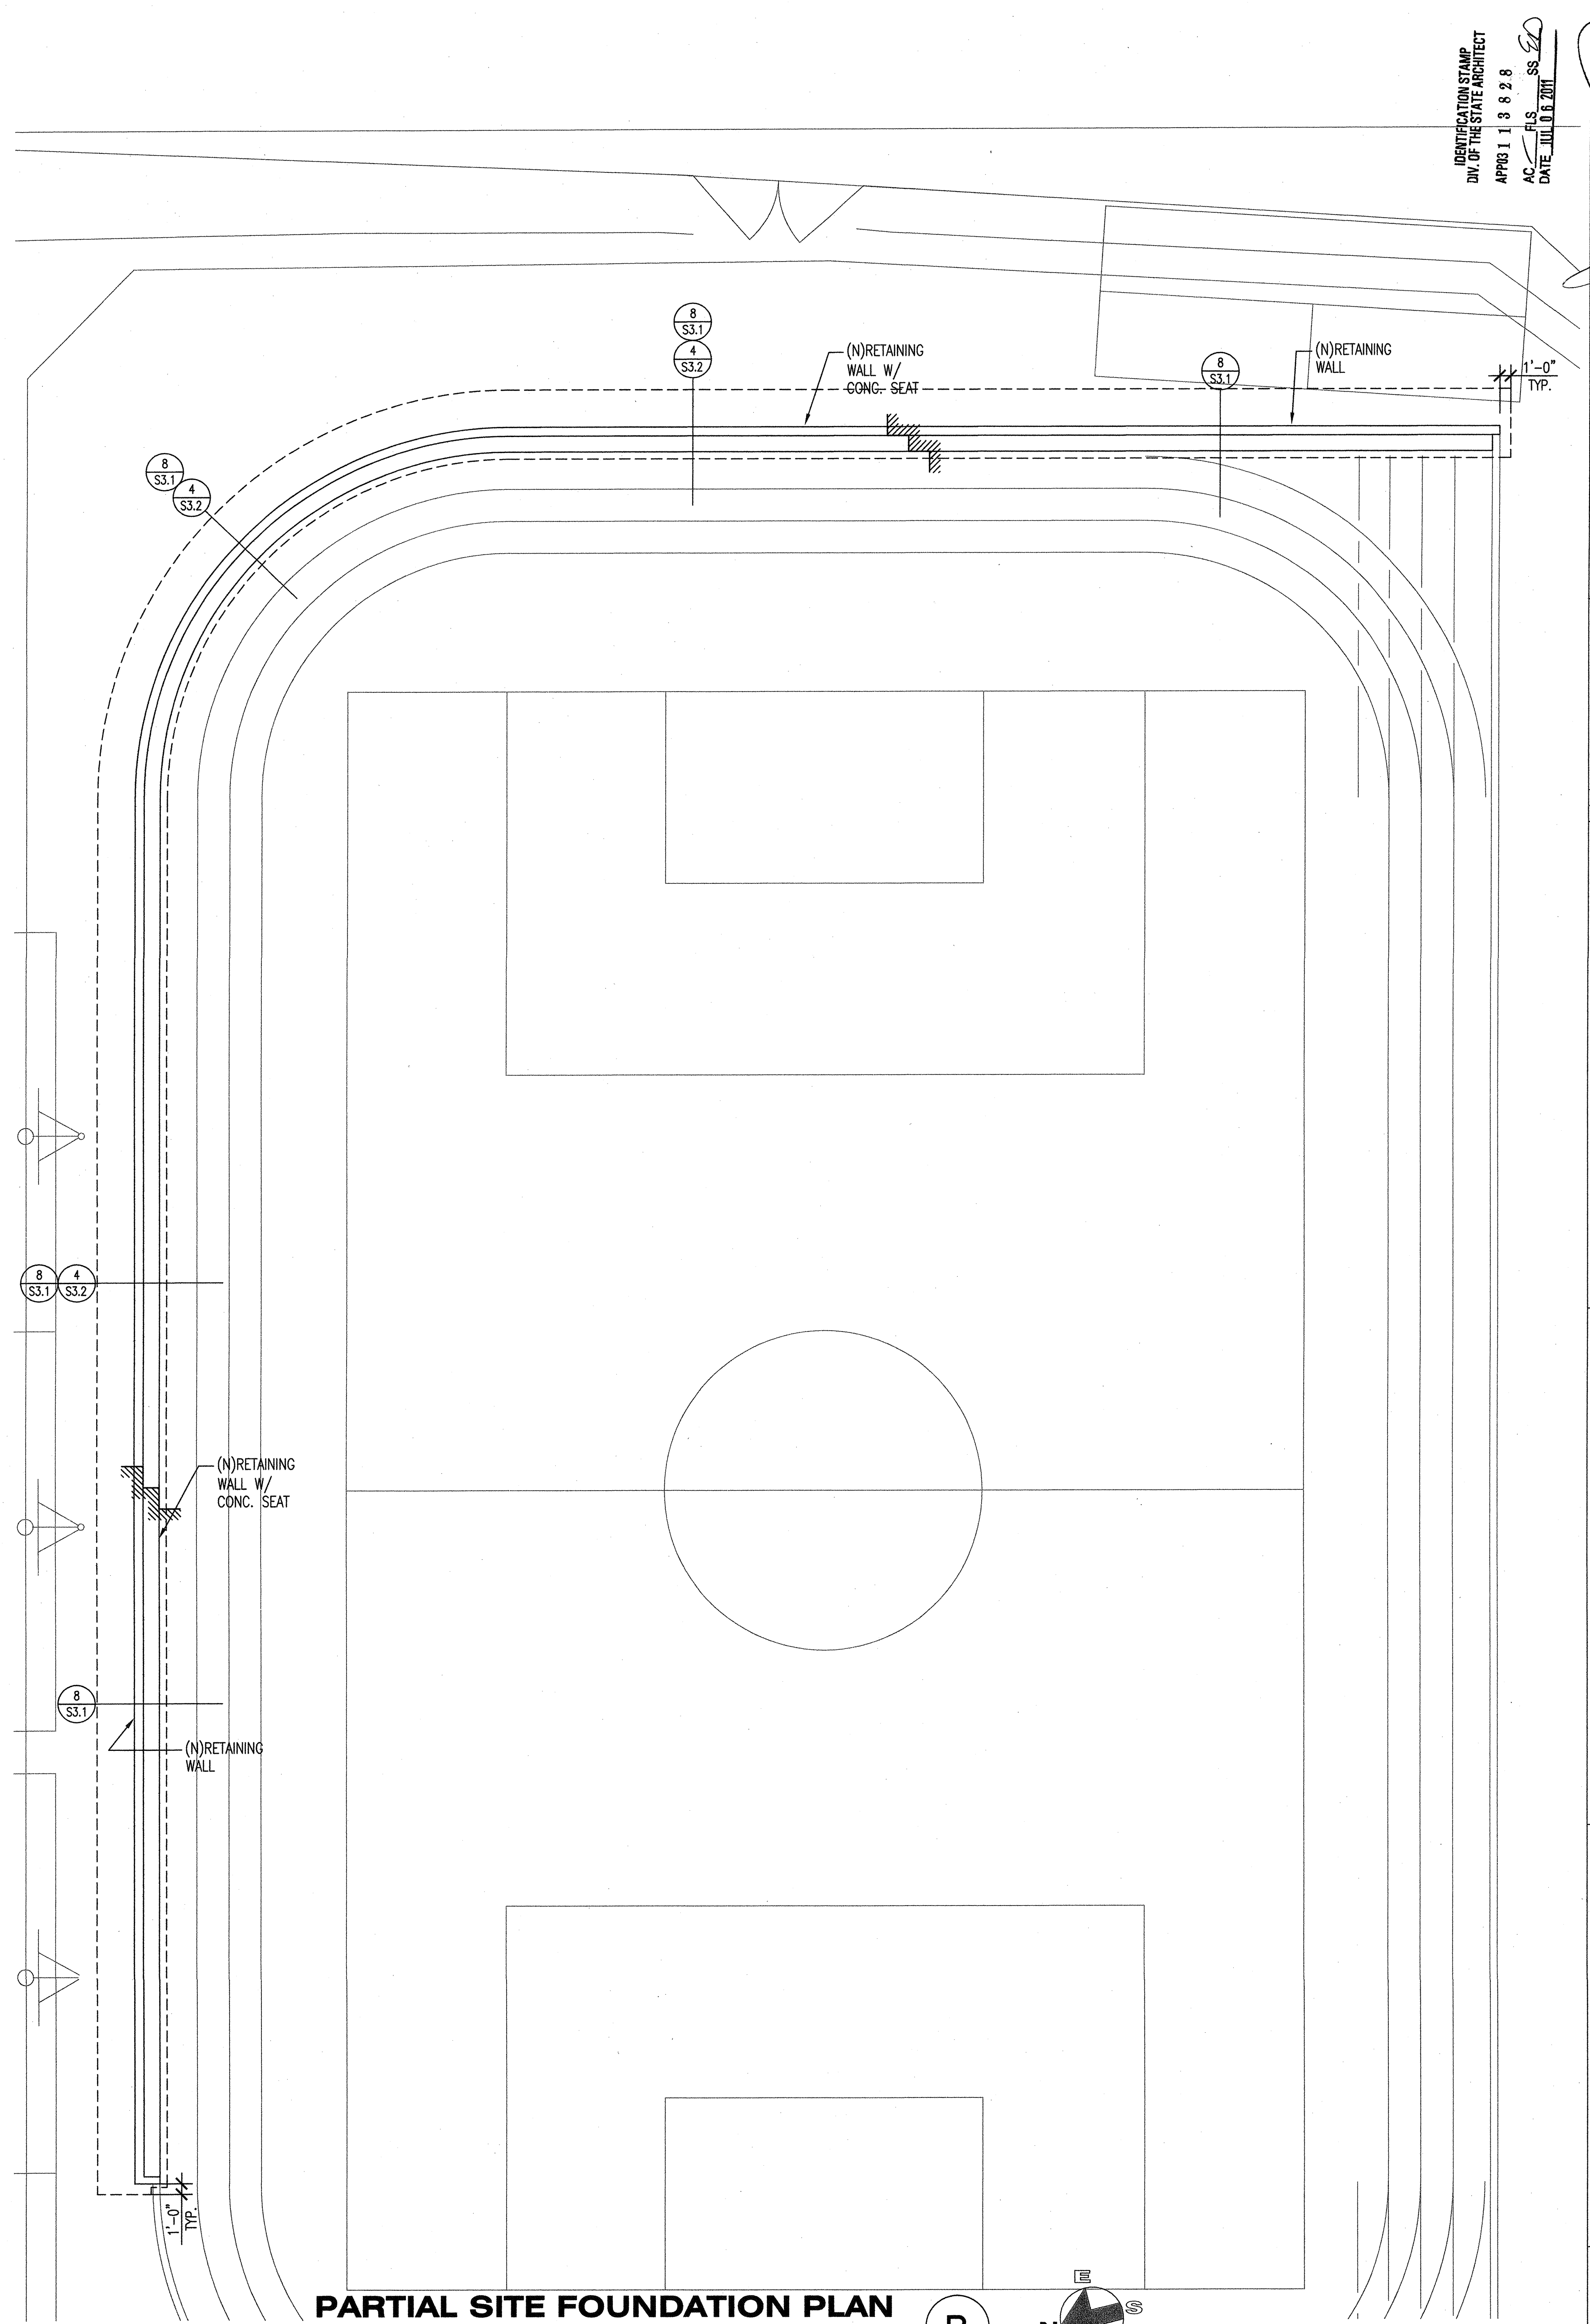 IDENTIFICATION STAMP
DIV. OF THE STATE ARCHITECT
APP03 1 1 3 8 2 8
AC FLS SS
DATE JUL 0 6 2011
8
S3.1
4
S3.2
(N)RETAINING
WALL W/
CONC. SEAT
8
S3.1
(N)RETAINING
WALL
1'-0"
TYP.
8
S3.1
4
S3.2
8
S3.1
4
S3.2
(N)RETAINING
WALL W/
CONC. SEAT
8
S3.1
(N)RETAINING
WALL
1'-0"
TYP.
E
S
PARTIAL SITE FOUNDATION PLAN